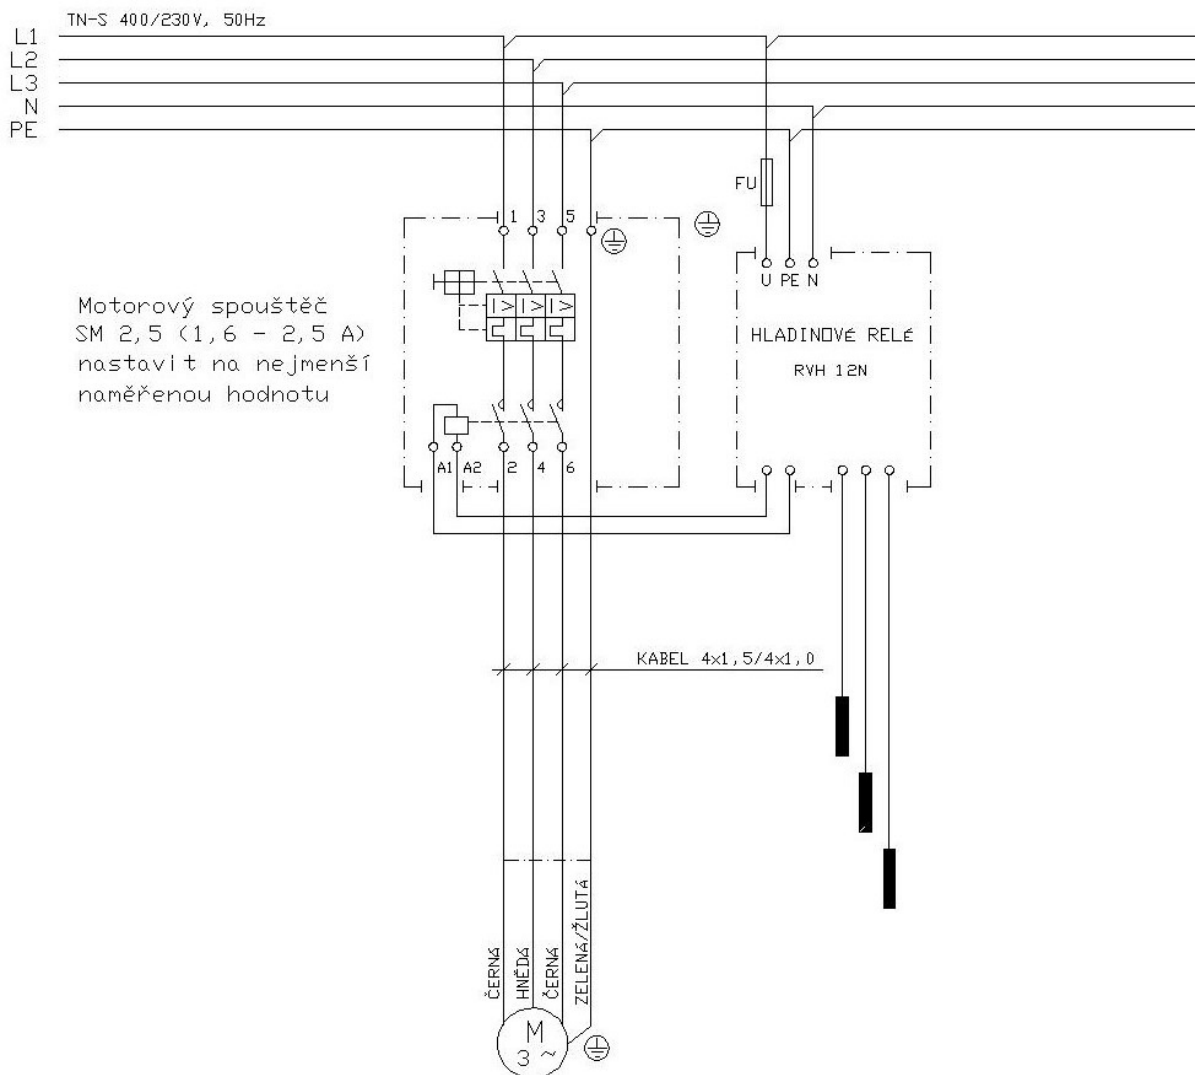 TN-S 400/230V, 50Hz
L1
L2
L3
N
PE
FU
1 3 5
U PE N
Motorový spouštěč
SM 2,5 (1,6 - 2,5 A)
nastavit na nejmenší
naměřenou hodnotu
I> I> I>
HLADINOVÉ RELÉ
RVH 12N
A1 A2 2 4 6
KABEL 4x1,5/4x1,0
ČERNÁ
HNĚDÁ
ČERNÁ
ZELENÁ/ŽLUTÁ
M
3 ~